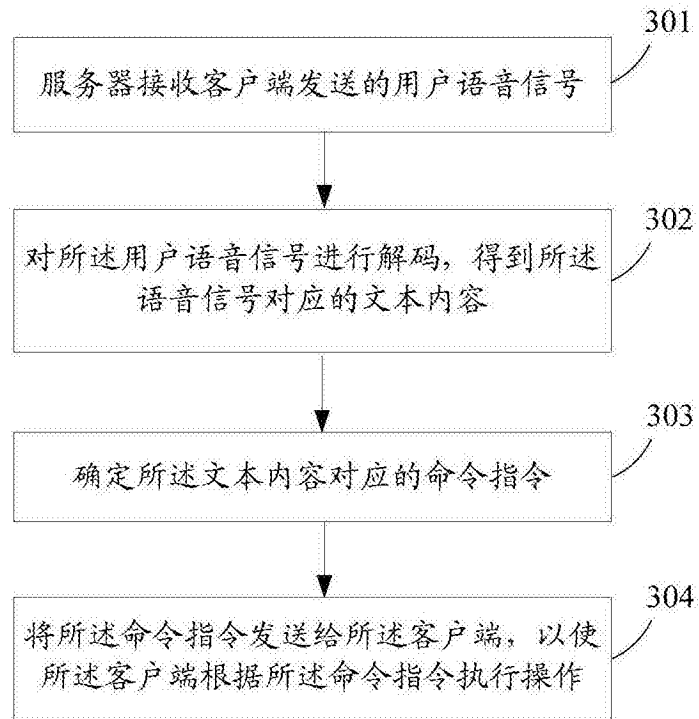 301
服务器接收客户端发送的用户语音信号
302
对所述用户语音信号进行解码，得到所述
语音信号对应的文本内容
303
确定所述文本内容对应的命令指令
304
将所述命令指令发送给所述客户端，以使
所述客户端根据所述命令指令执行操作